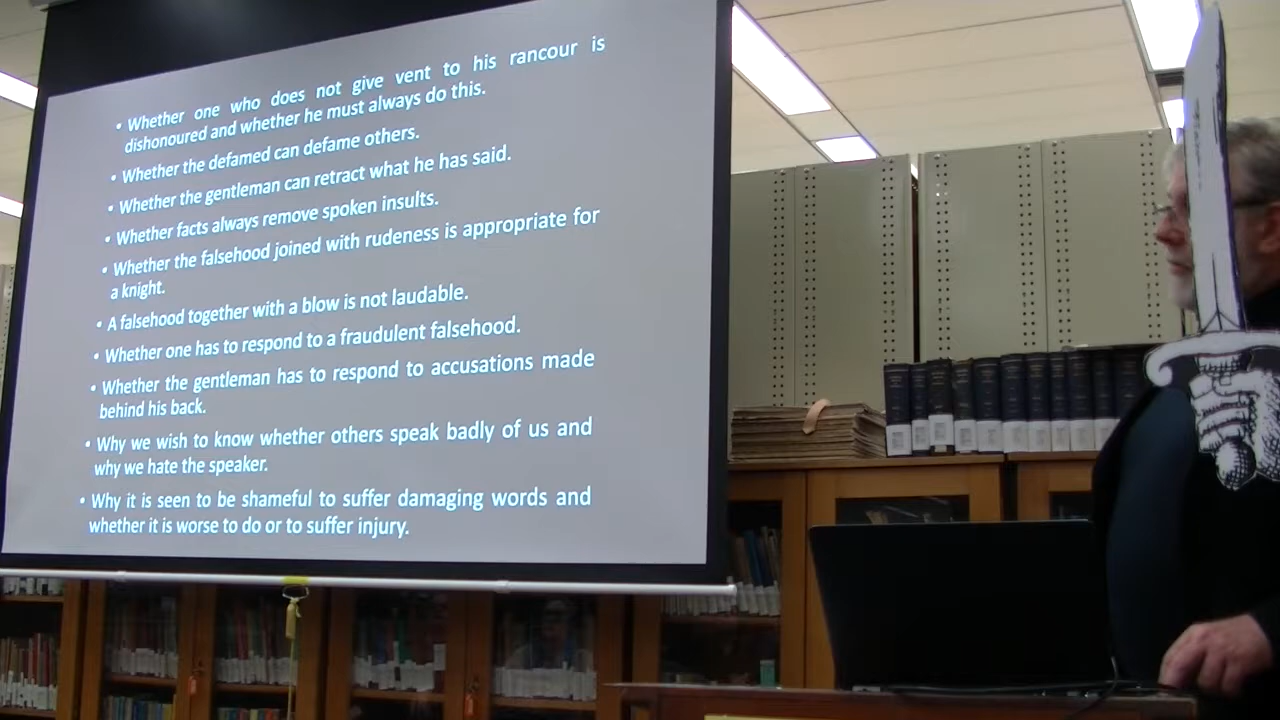 • Whether one who does not give vent to his rancour is
dishonoured and whether he must always do this.
• Whether the defamed can defame others.
• Whether the gentleman can retract what he has said.
• Whether facts always remove spoken insults.
• Whether the falsehood joined with rudeness is appropriate for
a knight.
• A falsehood together with a blow is not laudable.
• Whether one has to respond to a fraudulent falsehood.
• Whether the gentleman has to respond to accusations made
behind his back.
• Why we wish to know whether others speak badly of us and
why we hate the speaker.
• Why it is seen to be shameful to suffer damaging words and
whether it is worse to do or to suffer injury.